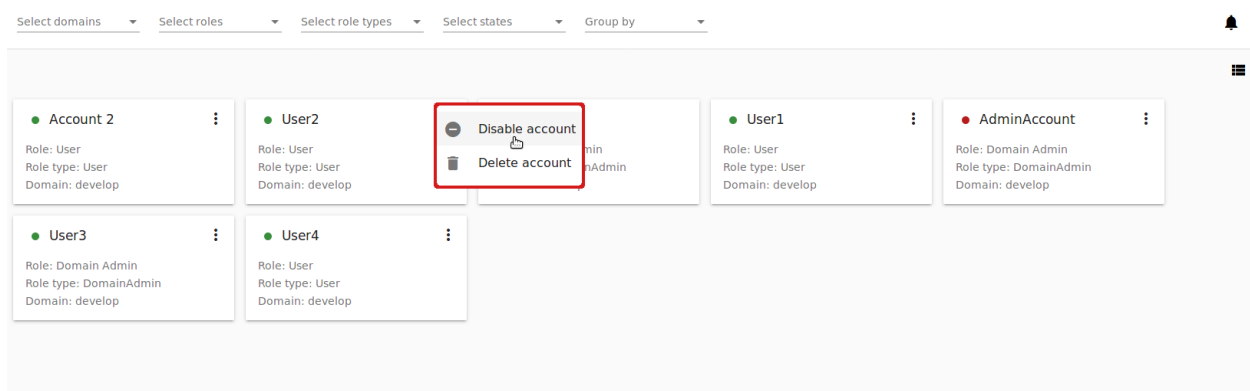 Select domains
Select roles
Select role types
Select states
Group by
Account 2
Role: User
Role type: User
Domain: develop
User2
Role: User
Role type: User
Domain: develop
Disable account
Delete account
User1
Role: User
Role type: User
Domain: develop
AdminAccount
Role: Domain Admin
Role type: DomainAdmin
Domain: develop
User3
Role: Domain Admin
Role type: DomainAdmin
Domain: develop
User4
Role: User
Role type: User
Domain: develop